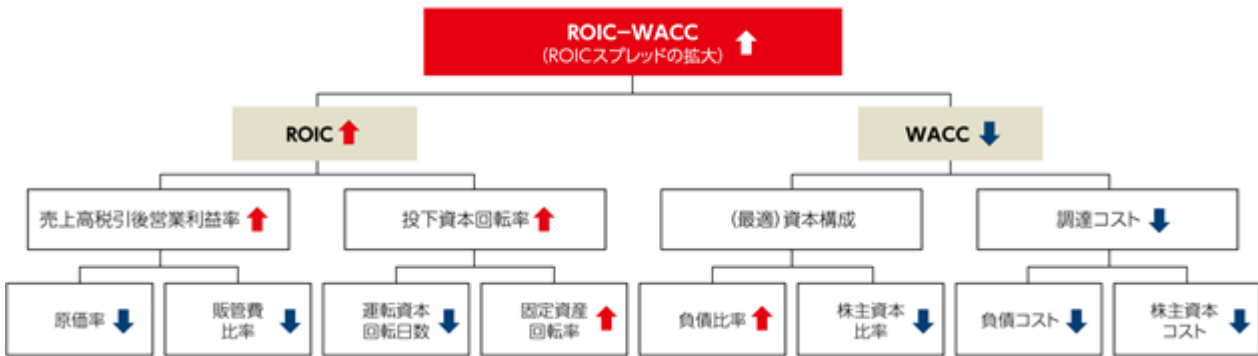 ROIC−WACC
(ROICスプレッドの拡大)
ROIC
WACC
売上高税引後営業利益率
投下資本回転率
(最適)資本構成
調達コスト
原価率
販管費
比率
運転資本
回転日数
固定資産
回転率
負債比率
株主資本
比率
負債コスト
株主資本
コスト